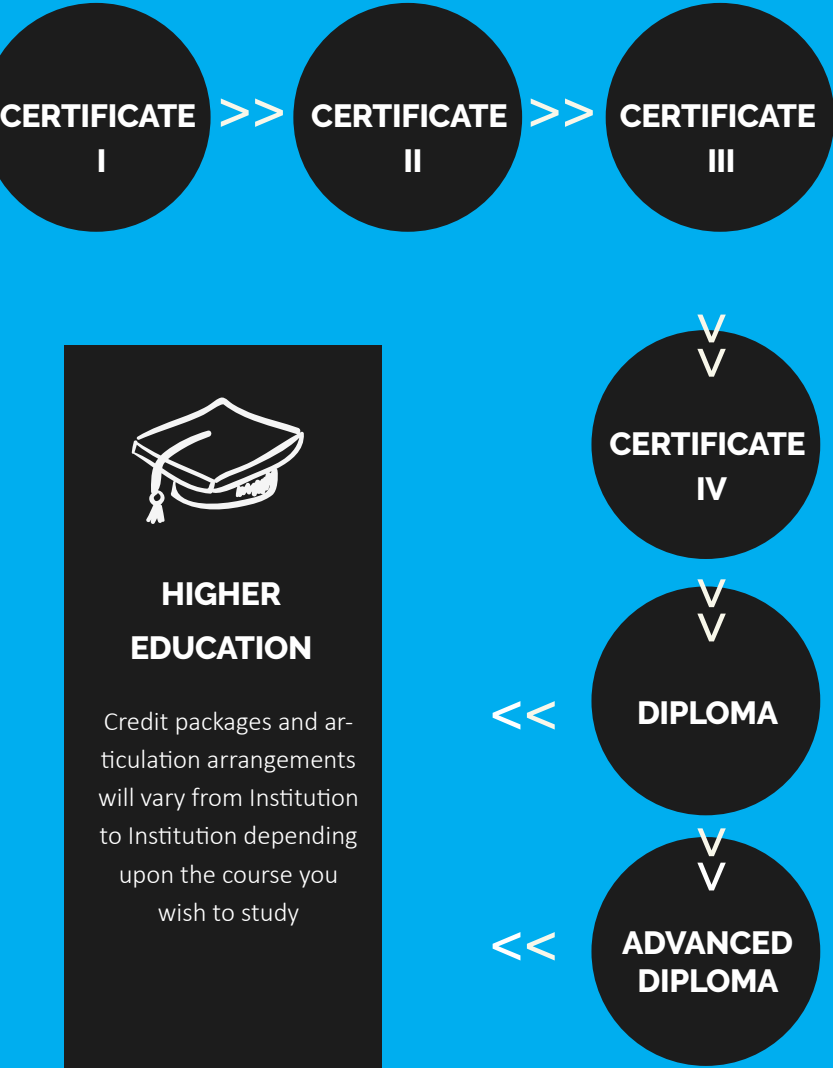 CERTIFICATE >> CERTIFICATE >> CERTIFICATE
I II III
>>
CERTIFICATE
IV
>>
DIPLOMA
<<
>>
ADVANCED
DIPLOMA
<<
HIGHER
EDUCATION
Credit packages and ar-
ticulation arrangements
will vary from Institution
to Institution depending
upon the course you
wish to study